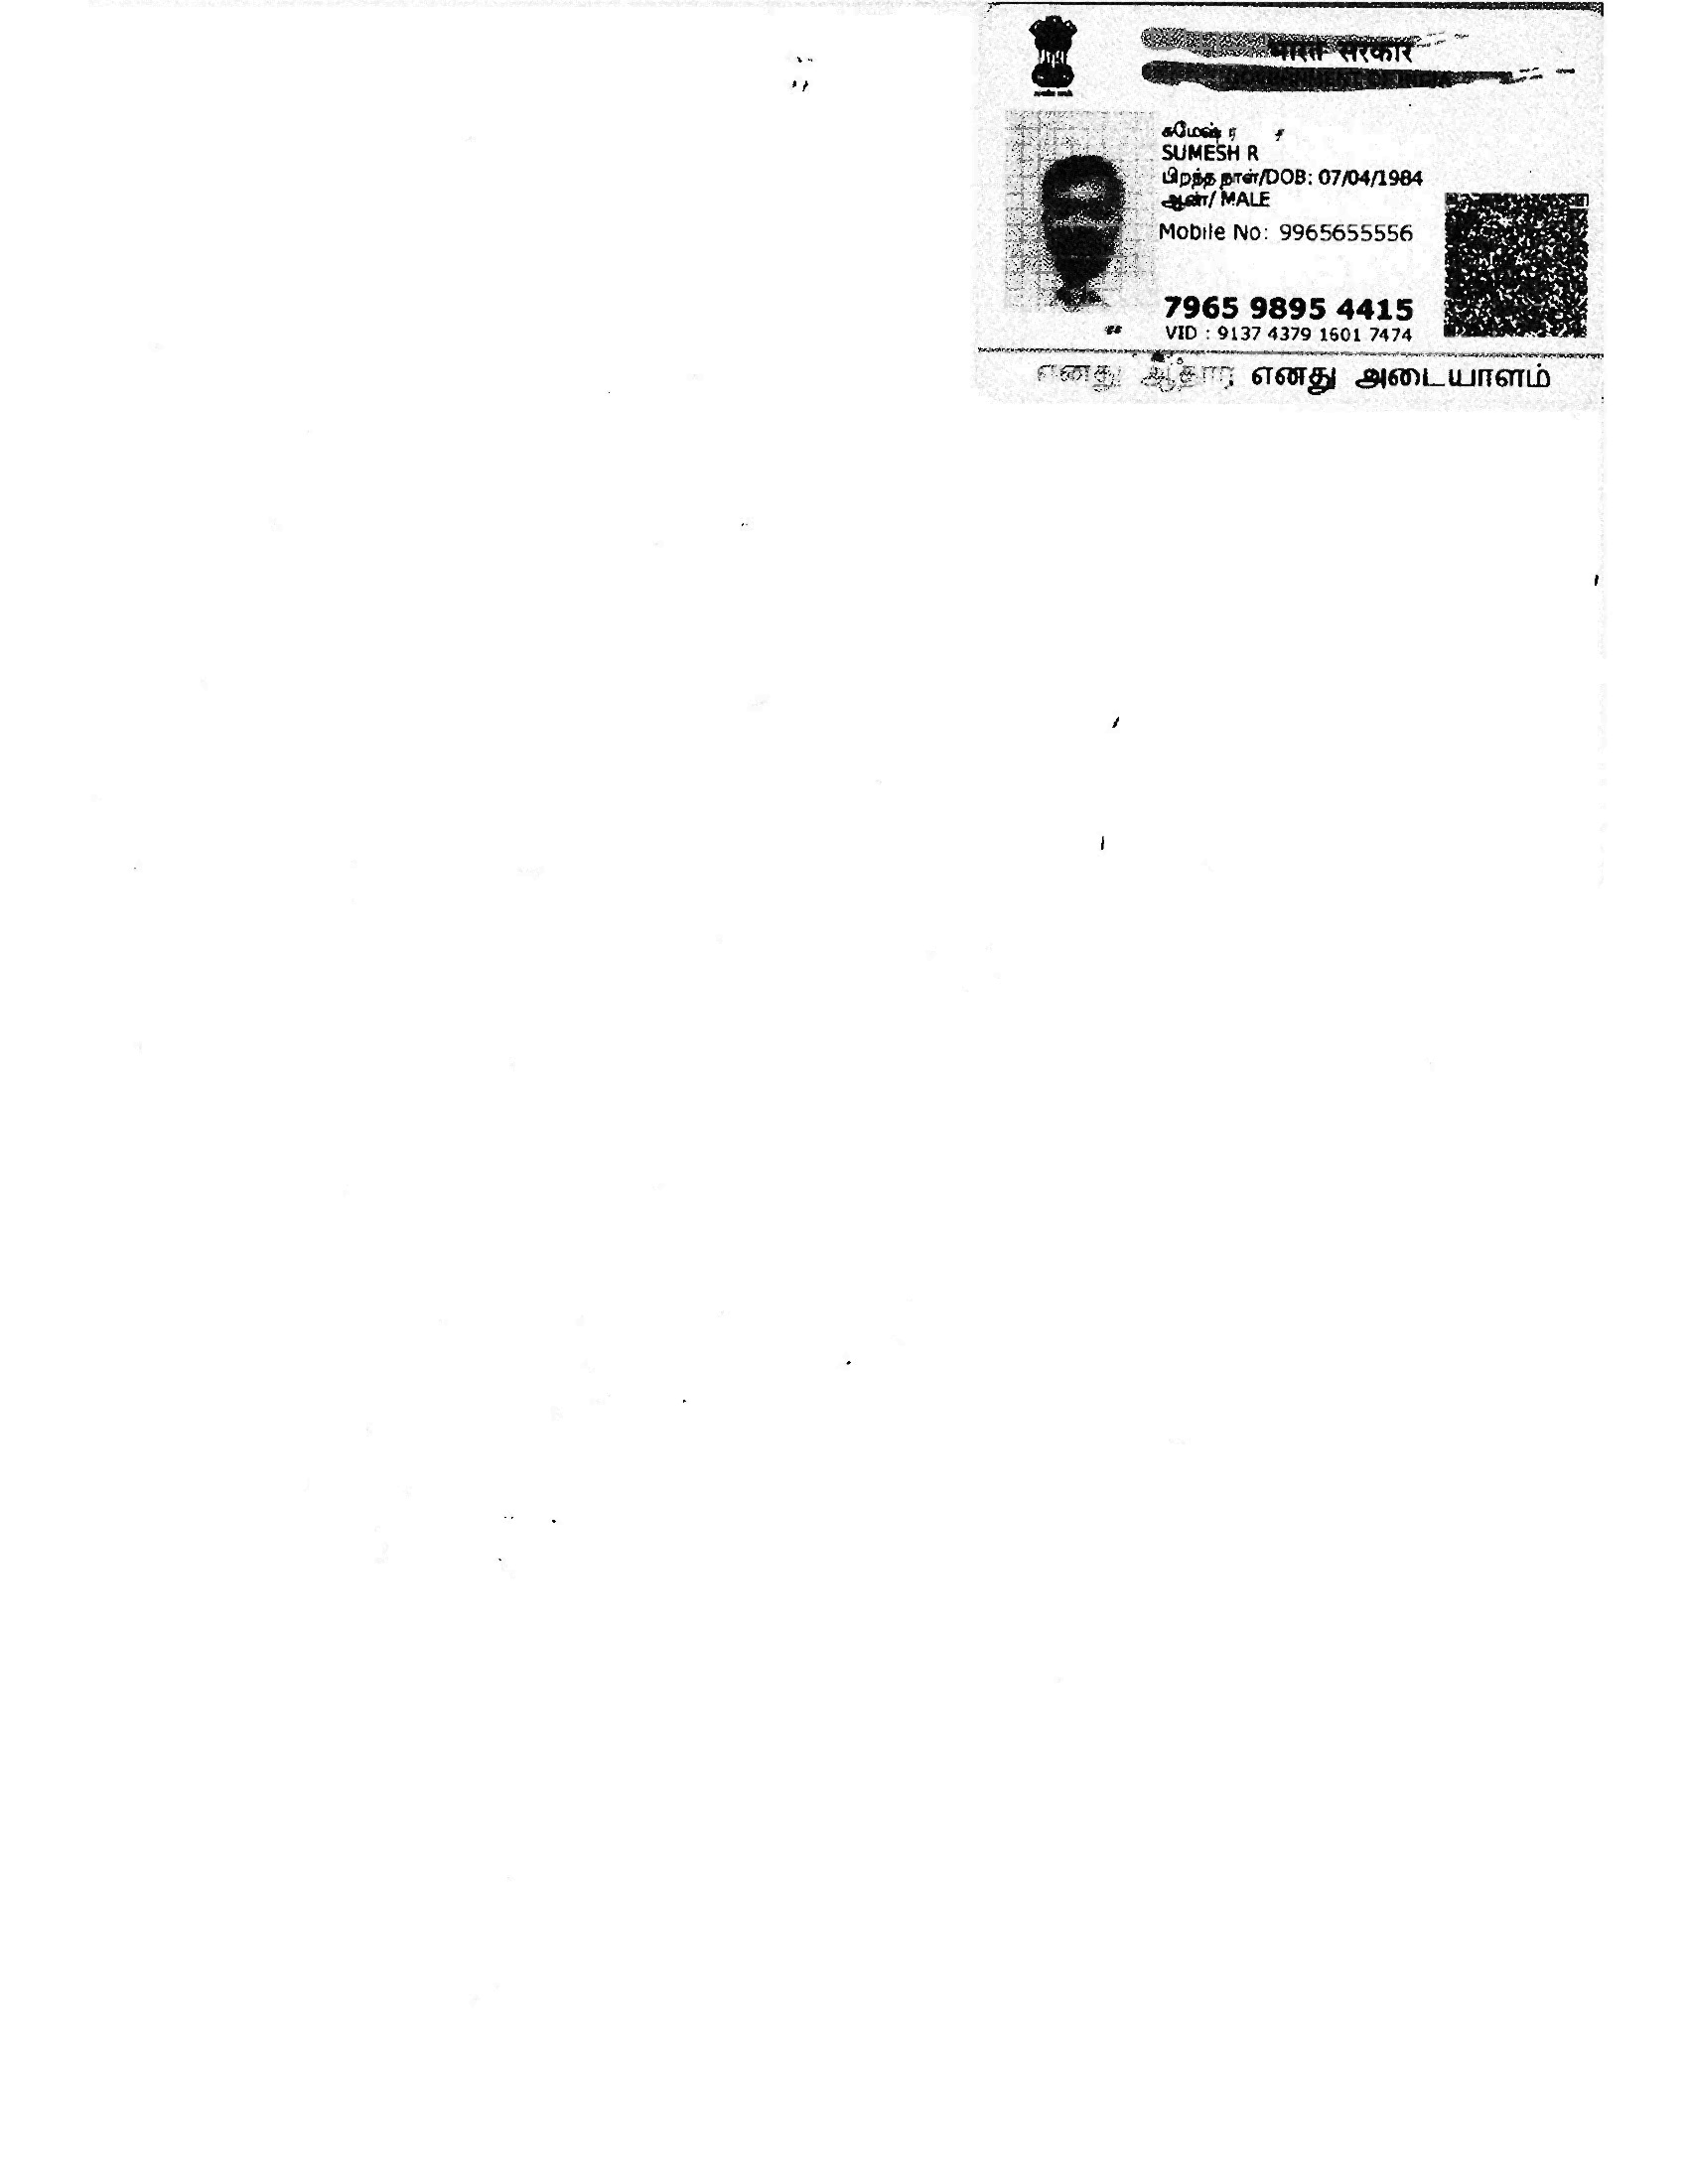 भारत सरकार
GOVERNMENT OF INDIA
சுமேஷ் ர
SUMESH R
பிறந்த நாள்/DOB: 07/04/1984
ஆண்/ MALE
Mobile No: 9965655556
7965 9895 4415
VID : 9137 4379 1601 7474
எனது ஆதார், எனது அடையாளம்